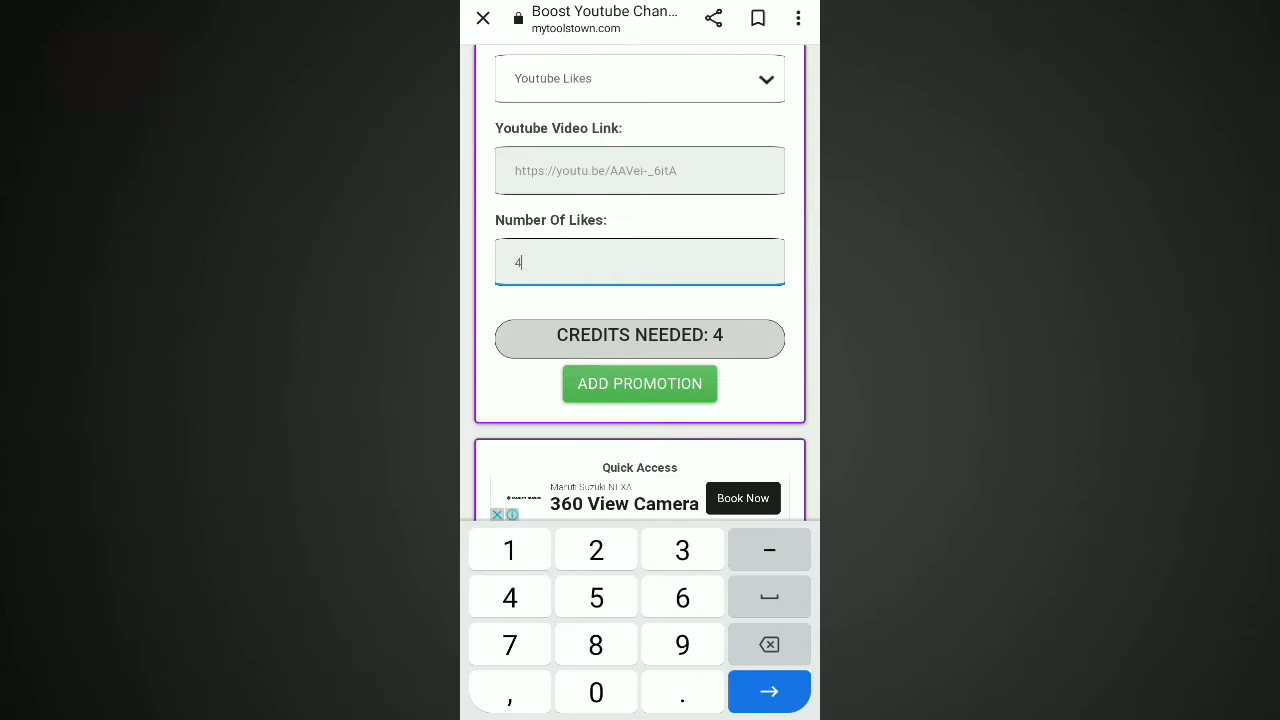 Boost Youtube Chan...
mytoolstown.com
Youtube Likes
Youtube Video Link:
https://youtu.be/AAVei-_6itA
Number Of Likes:
4
CREDITS NEEDED: 4
ADD PROMOTION
Quick Access
Maruti Suzuki NEXA
360 View Camera
Book Now
1 2 3 –
4 5 6
7 8 9
, 0 .